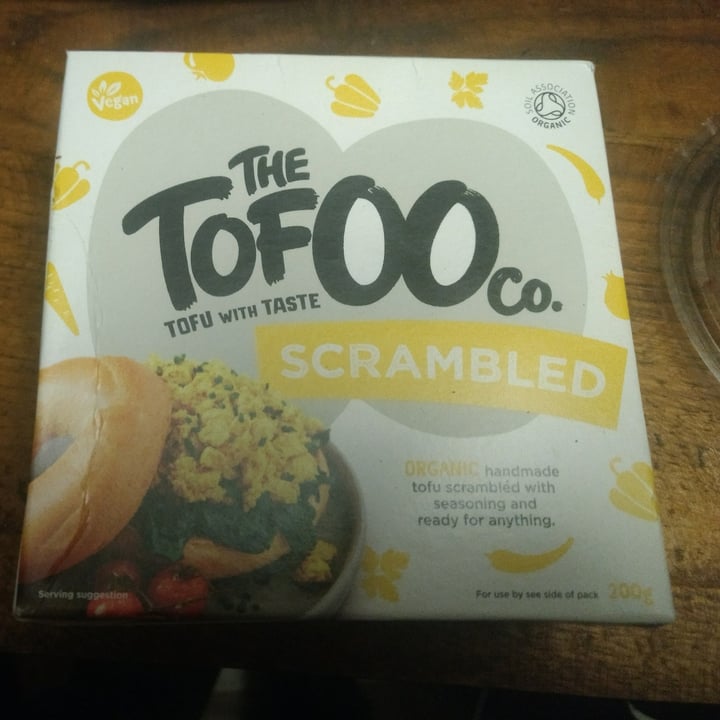 Vegan
SOIL ASSOCIATION
ORGANIC
THE
TOFOO
CO.
TOFU WITH TASTE
SCRAMBLED
ORGANIC handmade
tofu scrambled with
seasoning and
ready for anything.
Serving suggestion
For use by see side of pack 200g